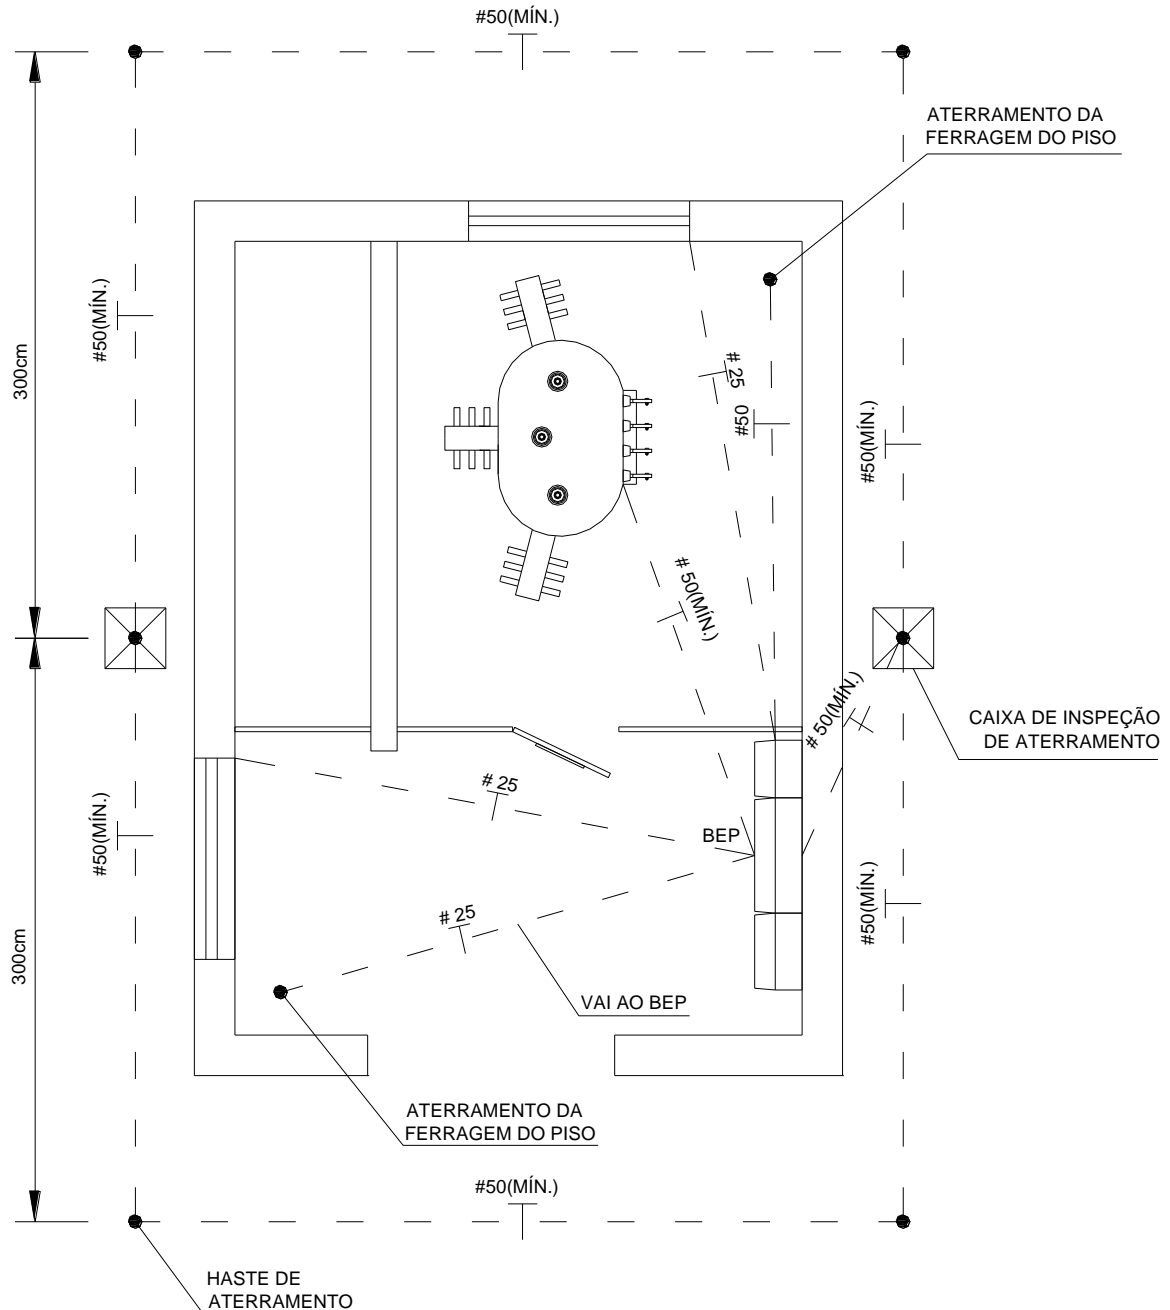 #50(MÍN.)
ATERRAMENTO DA
FERRAGEM DO PISO
#50(MÍN.)
300cm
# 25
#50
#50(MÍN.)
# 50(MÍN.)
# 50(MÍN.)
CAIXA DE INSPEÇÃO
DE ATERRAMENTO
# 25
#50(MÍN.)
BEP
#50(MÍN.)
# 25
300cm
VAI AO BEP
ATERRAMENTO DA
FERRAGEM DO PISO
#50(MÍN.)
HASTE DE
ATERRAMENTO